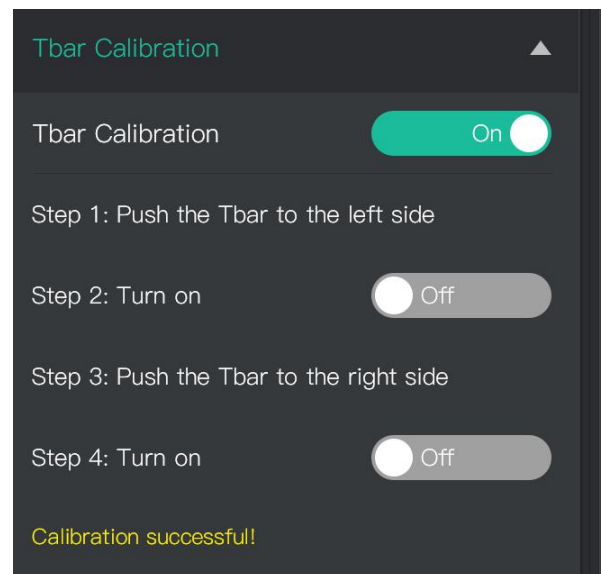 Tbar Calibration
Tbar Calibration On
Step 1: Push the Tbar to the left side
Step 2: Turn on Off
Step 3: Push the Tbar to the right side
Step 4: Turn on Off
Calibration successful!